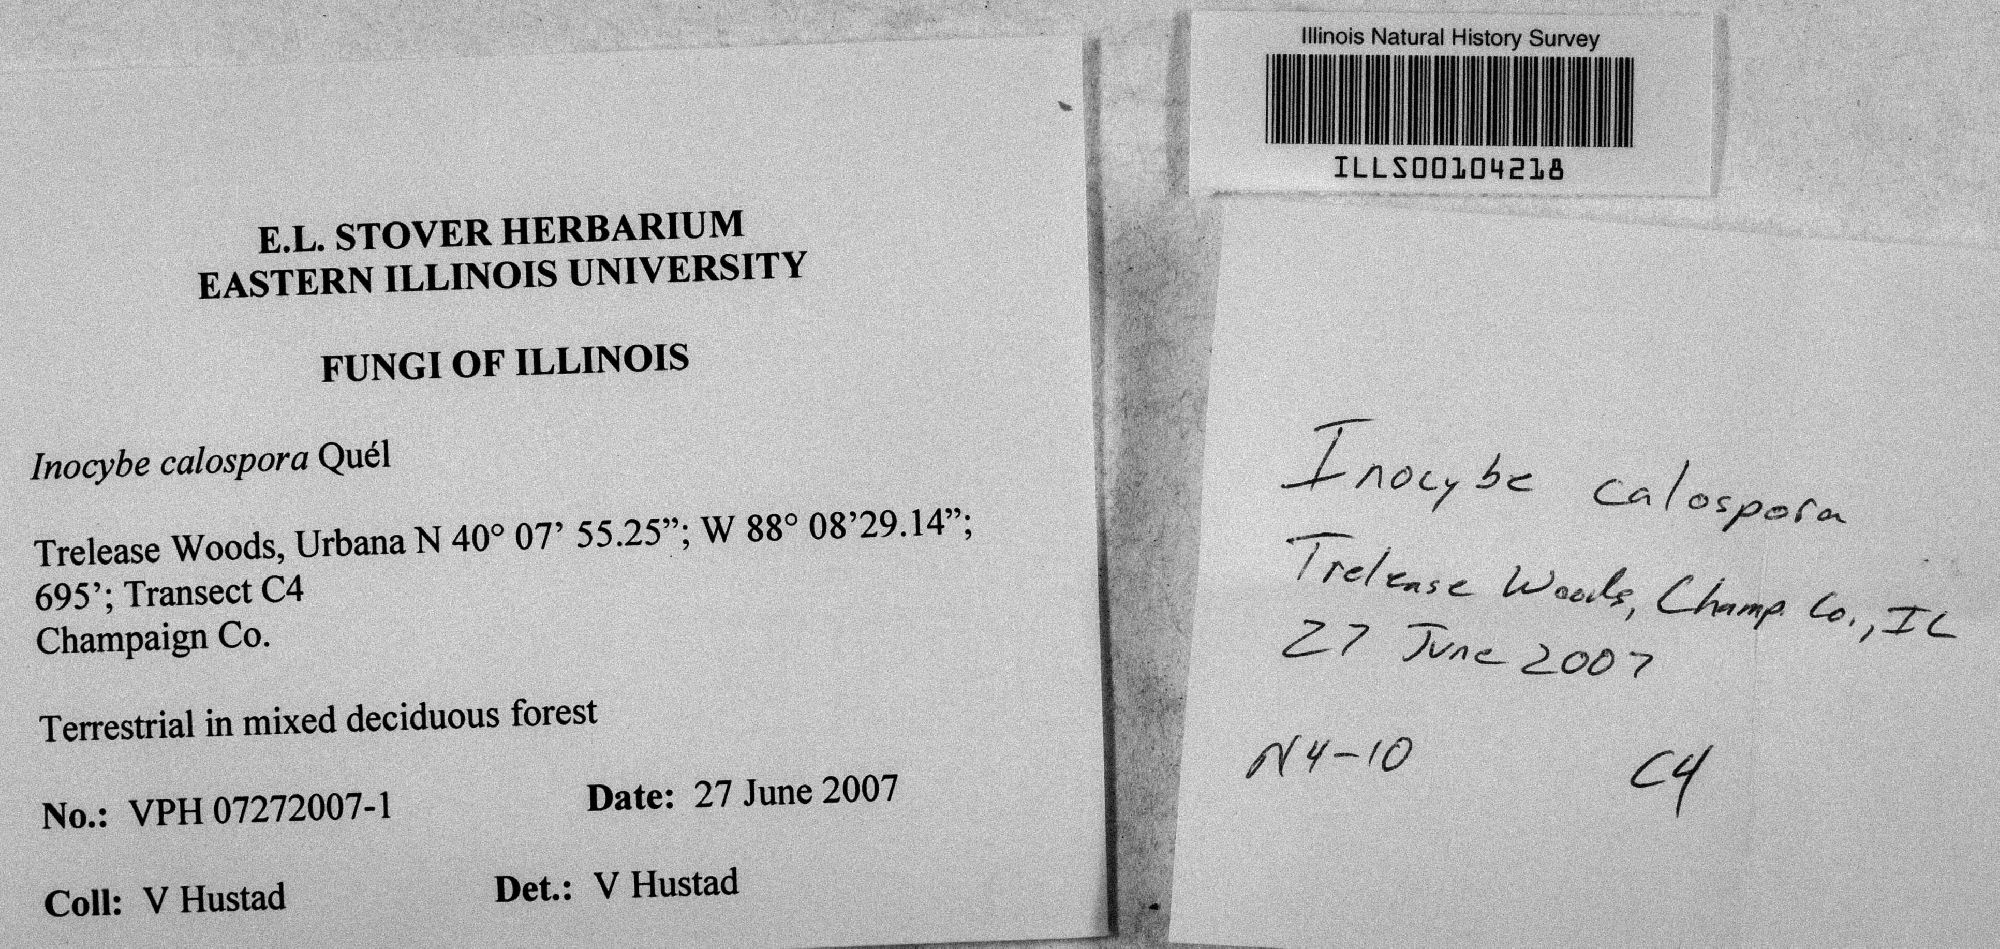 E.L. STOVER HERBARIUM
EASTERN ILLINOIS UNIVERSITY
FUNGI OF ILLINOIS
Inocybe calospora Quél
Trelease Woods, Urbana N 40° 07’ 55.25”; W 88° 08’29.14”;
695’; Transect C4
Champaign Co.
Terrestrial in mixed deciduous forest
No.: VPH 07272007-1 Date: 27 June 2007
Coll: V Hustad Det.: V Hustad
Illinois Natural History Survey
ILLS00104218
Inocybe calospora
Trelease Woods, Champ. Co., IL
27 June 2007
N4-10 C4